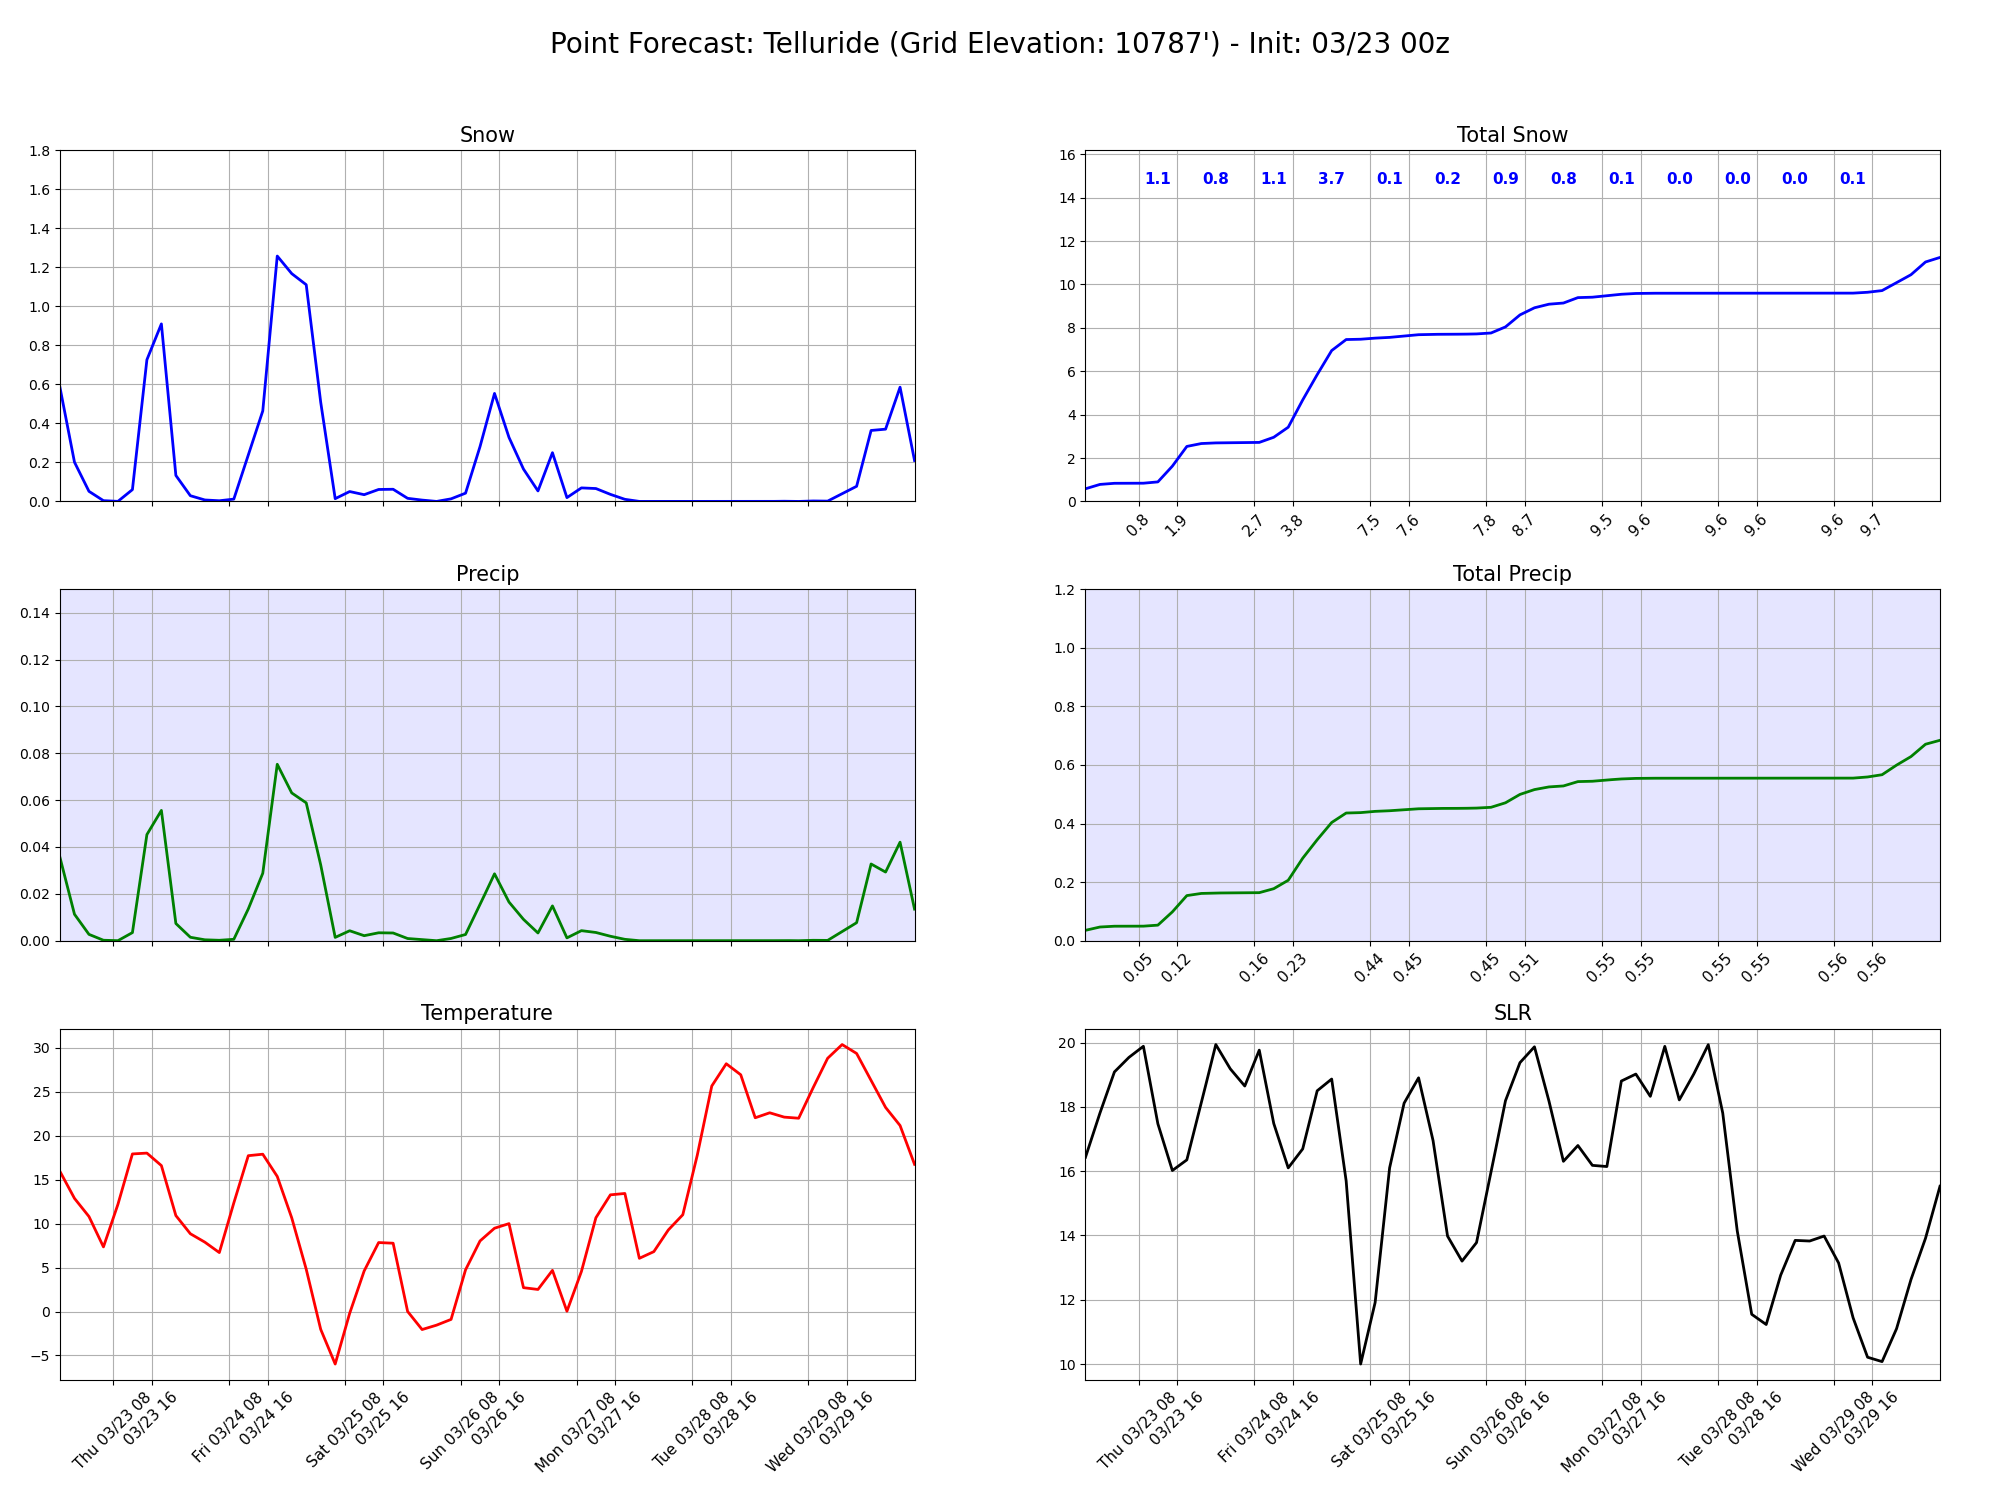 Point Forecast: Telluride (Grid Elevation: 10787') - Init: 03/23 00z
Snow
1.8
1.6
1.4
1.2
1.0
0.8
0.6
0.4
0.2
0.0
Total Snow
16
14
12
10
8
6
4
2
0
1.1 0.8 1.1 3.7 0.1 0.2 0.9 0.8 0.1 0.0 0.0 0.0 0.1
0.8 1.9 2.7 3.8 7.5 7.6 7.8 8.7 9.5 9.6 9.6 9.6 9.6 9.7
Precip
0.14
0.12
0.10
0.08
0.06
0.04
0.02
0.00
Total Precip
1.2
1.0
0.8
0.6
0.4
0.2
0.0
0.05 0.12 0.16 0.23 0.44 0.45 0.45 0.51 0.55 0.55 0.55 0.55 0.56 0.56
Temperature
30
25
20
15
10
5
0
−5
Thu 03/23 08
03/23 16
Fri 03/24 08
03/24 16
Sat 03/25 08
03/25 16
Sun 03/26 08
03/26 16
Mon 03/27 08
03/27 16
Tue 03/28 08
03/28 16
Wed 03/29 08
03/29 16
SLR
20
18
16
14
12
10
Thu 03/23 08
03/23 16
Fri 03/24 08
03/24 16
Sat 03/25 08
03/25 16
Sun 03/26 08
03/26 16
Mon 03/27 08
03/27 16
Tue 03/28 08
03/28 16
Wed 03/29 08
03/29 16